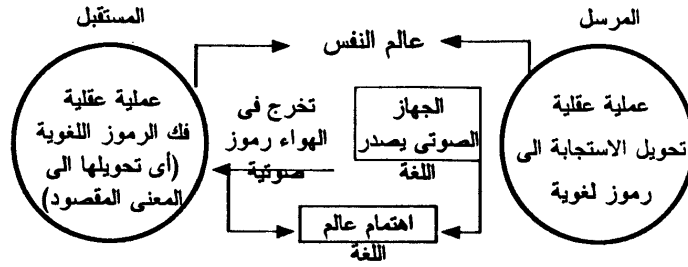 المرسل
المستقبل
عالم النفس
عملية عقلية
تحويل الاستجابة الى
رموز لغوية
الجهاز
الصوتى يصدر
اللغة
تخرج فى
الهواء رموز
صوتية
عملية عقلية
فك الرموز اللغوية
(أى تحويلها الى
المعنى المقصود)
اهتمام عالم
اللغة